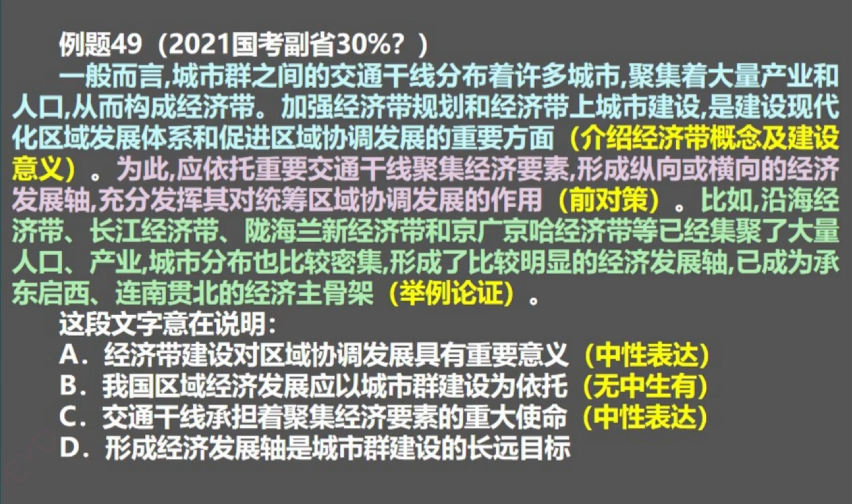 例题49（2021国考副省30%？）
一般而言,城市群之间的交通干线分布着许多城市,聚集着大量产业和
人口,从而构成经济带。加强经济带规划和经济带上城市建设,是建设现代
化区域发展体系和促进区域协调发展的重要方面（介绍经济带概念及建设
意义）。为此,应依托重要交通干线聚集经济要素,形成纵向或横向的经济
发展轴,充分发挥其对统筹区域协调发展的作用（前对策）。比如,沿海经
济带、长江经济带、陇海兰新经济带和京广京哈经济带等已经集聚了大量
人口、产业,城市分布也比较密集,形成了比较明显的经济发展轴,已成为承
东启西、连南贯北的经济主骨架（举例论证）。
这段文字意在说明：
A．经济带建设对区域协调发展具有重要意义（中性表达）
B．我国区域经济发展应以城市群建设为依托（无中生有）
C．交通干线承担着聚集经济要素的重大使命（中性表达）
D．形成经济发展轴是城市群建设的长远目标